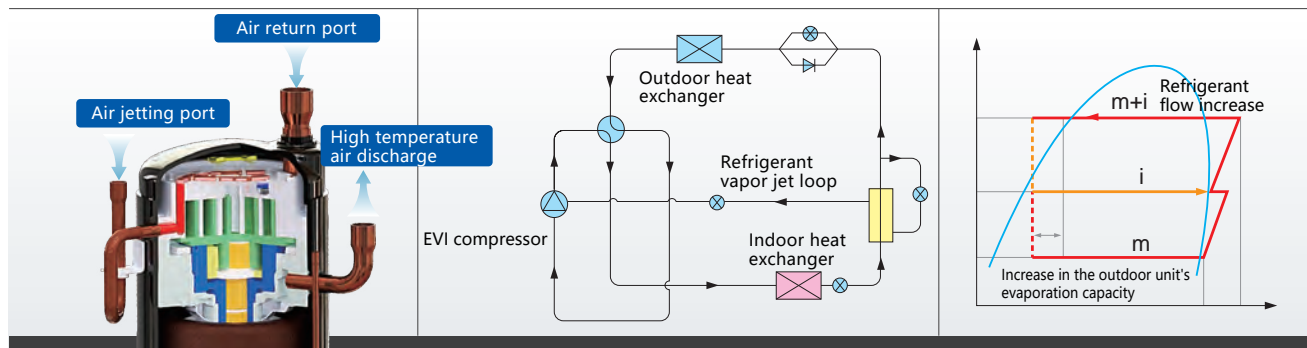 Air return port
Air jetting port
High temperature
air discharge
Outdoor heat
exchanger
Refrigerant
vapor jet loop
EVI compressor
Indoor heat
exchanger
m+i
Refrigerant
flow increase
i
m
Increase in the outdoor unit's
evaporation capacity